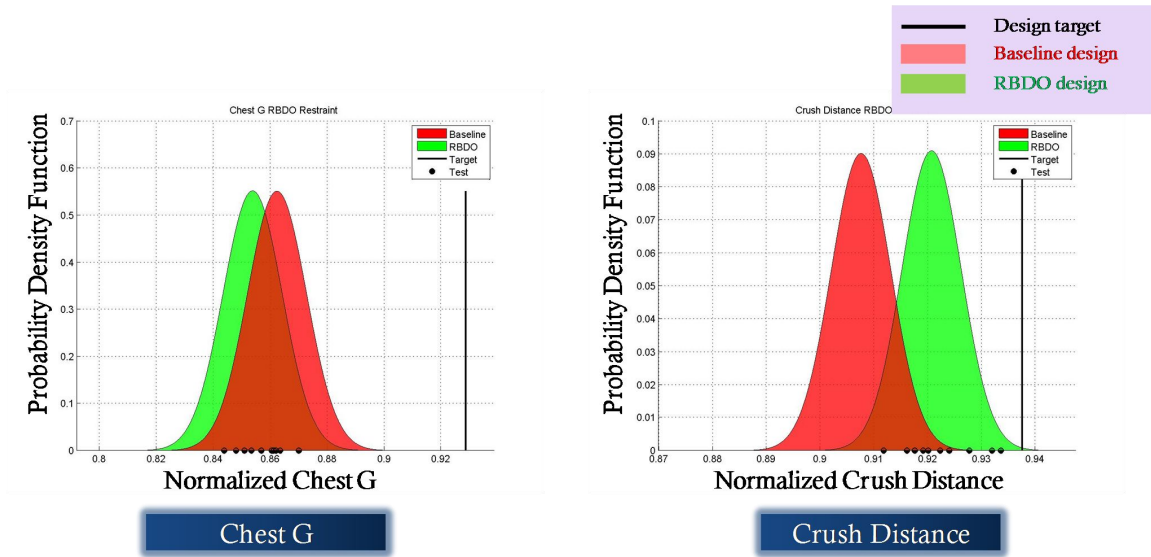 Design target
Baseline design
RBDO design
Chest G RBDO Restraint
Probability Density Function
0.7
0.6
0.5
0.4
0.3
0.2
0.1
0
0.8
0.82
0.84
0.86
0.88
0.9
0.92
Baseline
RBDO
Target
Test
Normalized Chest G
Chest G
Crush Distance RBDO
Probability Density Function
0.1
0.09
0.08
0.07
0.06
0.05
0.04
0.03
0.02
0.01
0
0.87
0.88
0.89
0.9
0.91
0.92
0.93
0.94
Baseline
RBDO
Target
Test
Normalized Crush Distance
Crush Distance